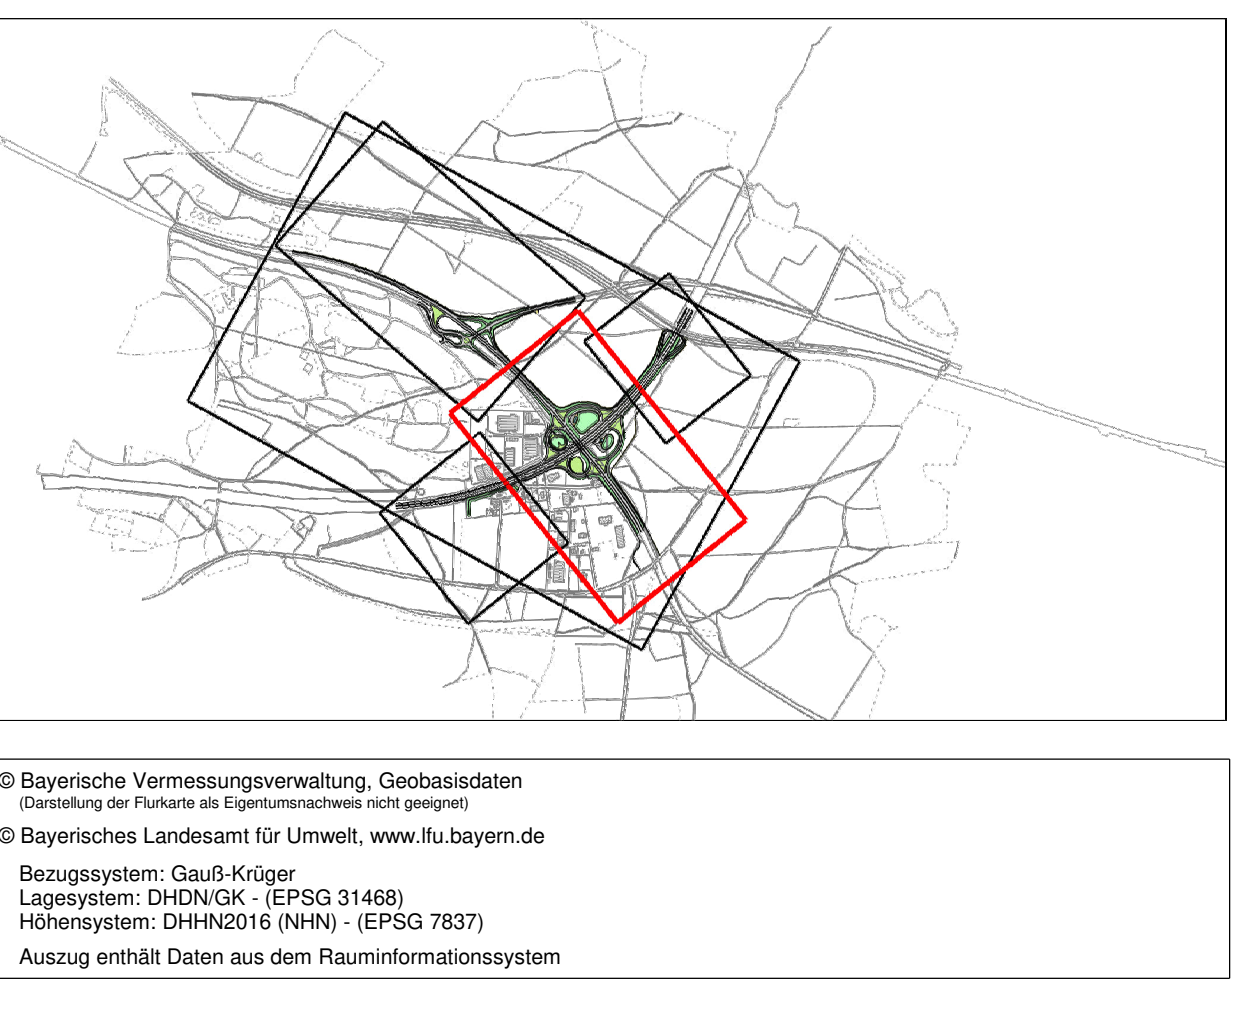 © Bayerische Vermessungsverwaltung, Geobasisdaten
(Darstellung der Flurkarte als Eigentumsnachweis nicht geeignet)
© Bayerisches Landesamt für Umwelt, www.lfu.bayern.de
Bezugssystem: Gauß-Krüger
Lagesystem: DHDN/GK - (EPSG 31468)
Höhensystem: DHHN2016 (NHN) - (EPSG 7837)
Auszug enthält Daten aus dem Rauminformationssystem